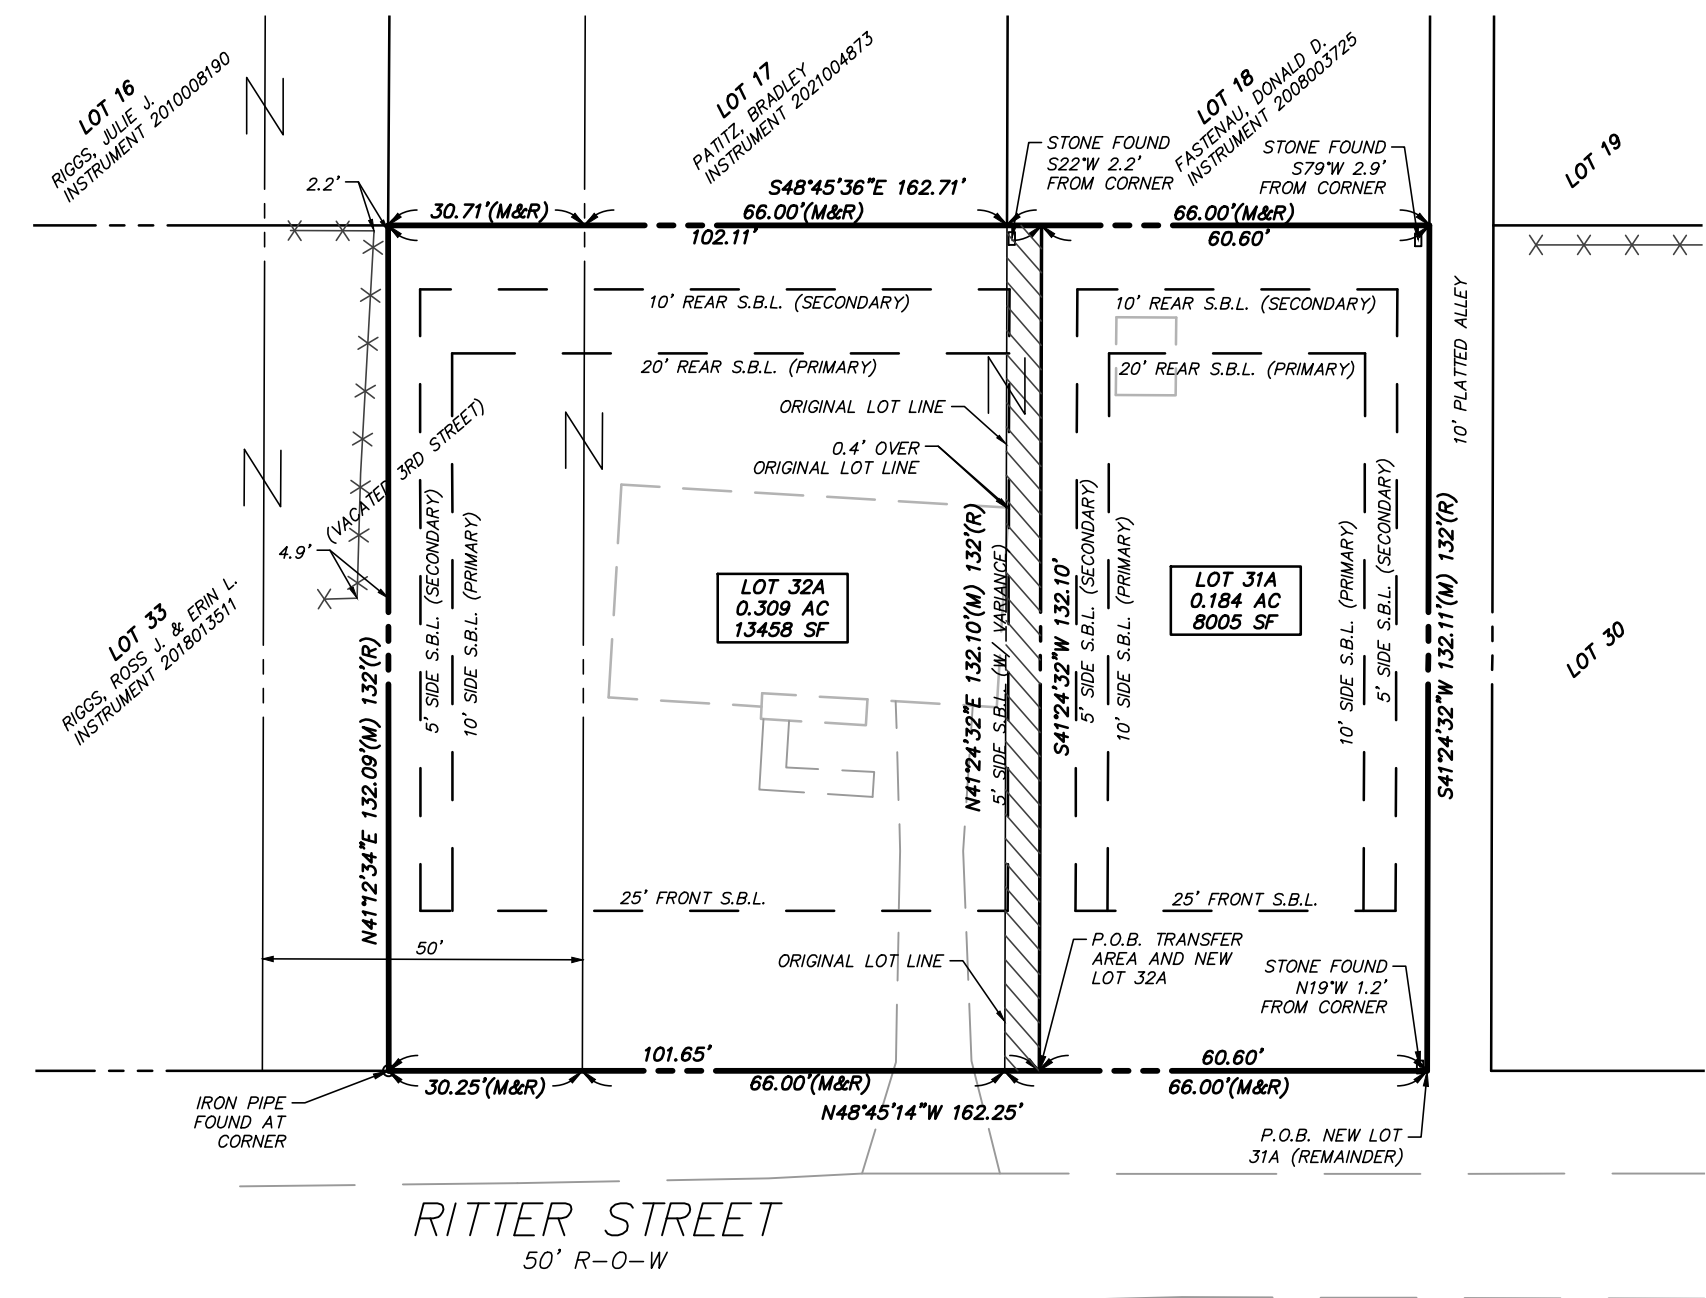 LOT 16
RIGGS, JULIE J.
INSTRUMENT 2010008190
LOT 17
PATITZ, BRADLEY
INSTRUMENT 2021004873
LOT 18
FASTENAU, DONALD D.
INSTRUMENT 2008003725
LOT 19
STONE FOUND
S22°W 2.2'
FROM CORNER
STONE FOUND
S79°W 2.9'
FROM CORNER
2.2'
S48°45'36"E 162.71'
30.71'(M&R)
66.00'(M&R)
66.00'(M&R)
102.11'
60.60'
10' REAR S.B.L. (SECONDARY)
10' REAR S.B.L. (SECONDARY)
20' REAR S.B.L. (PRIMARY)
20' REAR S.B.L. (PRIMARY)
10' PLATTED ALLEY
ORIGINAL LOT LINE
0.4' OVER
ORIGINAL LOT LINE
(VACATED 3RD STREET)
4.9'
5' SIDE S.B.L. (SECONDARY)
10' SIDE S.B.L. (PRIMARY)
LOT 32A
0.309 AC
13458 SF
N41°24'32"E 132.10'(M) 132'(R)
5' SIDE S.B.L. (W/ VARIANCE)
S41°24'32"W 132.10'
5' SIDE S.B.L. (SECONDARY)
10' SIDE S.B.L. (PRIMARY)
LOT 31A
0.184 AC
8005 SF
10' SIDE S.B.L. (PRIMARY)
5' SIDE S.B.L. (SECONDARY)
S41°24'32"W 132.11'(M) 132'(R)
LOT 30
LOT 33
RIGGS, ROSS J. & ERIN L.
INSTRUMENT 2018013511
N41°12'34"E 132.09'(M) 132'(R)
25' FRONT S.B.L.
25' FRONT S.B.L.
50'
ORIGINAL LOT LINE
P.O.B. TRANSFER
AREA AND NEW
LOT 32A
STONE FOUND
N19°W 1.2'
FROM CORNER
101.65'
60.60'
30.25'(M&R)
66.00'(M&R)
66.00'(M&R)
N48°45'14"W 162.25'
IRON PIPE
FOUND AT
CORNER
P.O.B. NEW LOT
31A (REMAINDER)
RITTER STREET
50' R-O-W